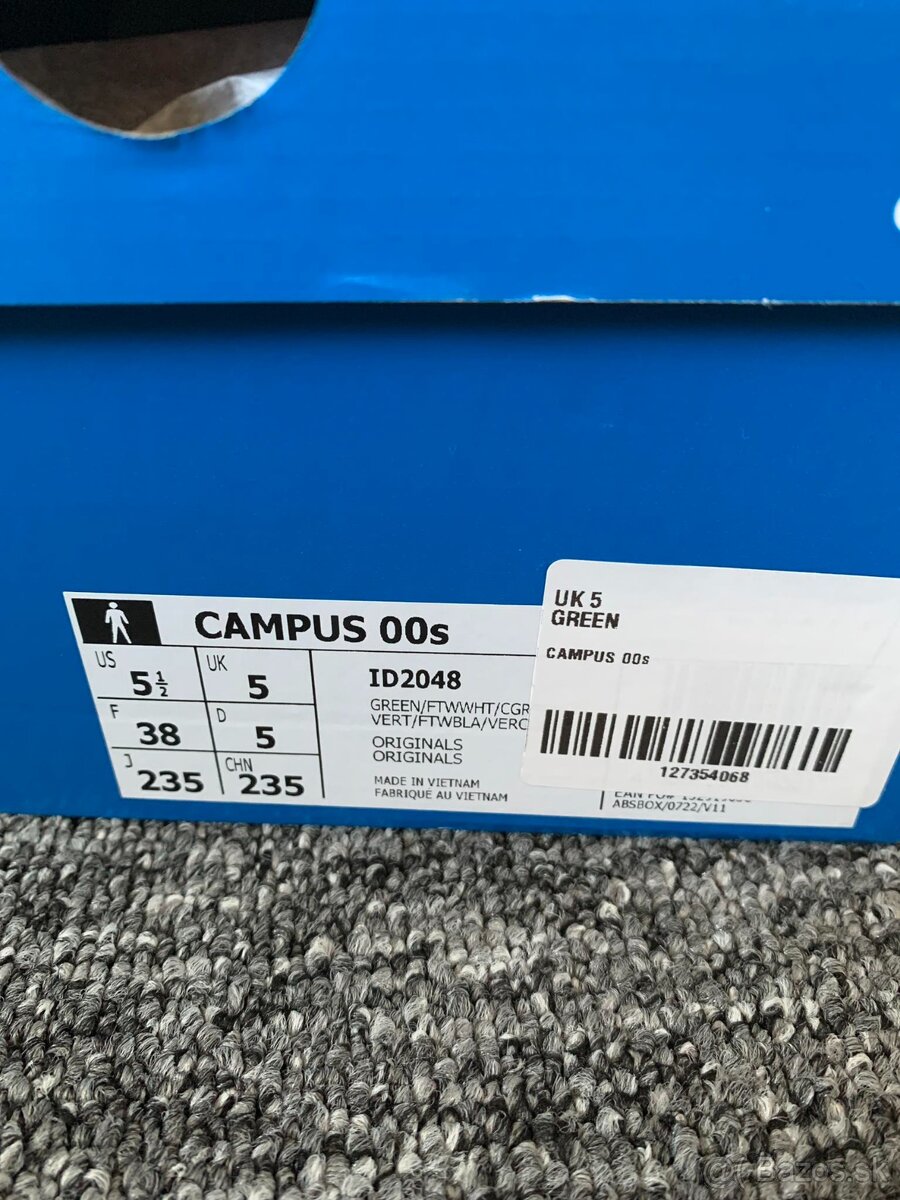 CAMPUS 00s
US 5½ UK 5
F 38 D 5
J 235 CHN 235
ID2048
GREEN/FTWWHT/CGR
VERT/FTWBLA/VERC
ORIGINALS
ORIGINALS
MADE IN VIETNAM
FABRIQUÉ AU VIETNAM
ABSBOX/0722/V11
UK 5
GREEN
CAMPUS 00s
127354068
Bazos.sk